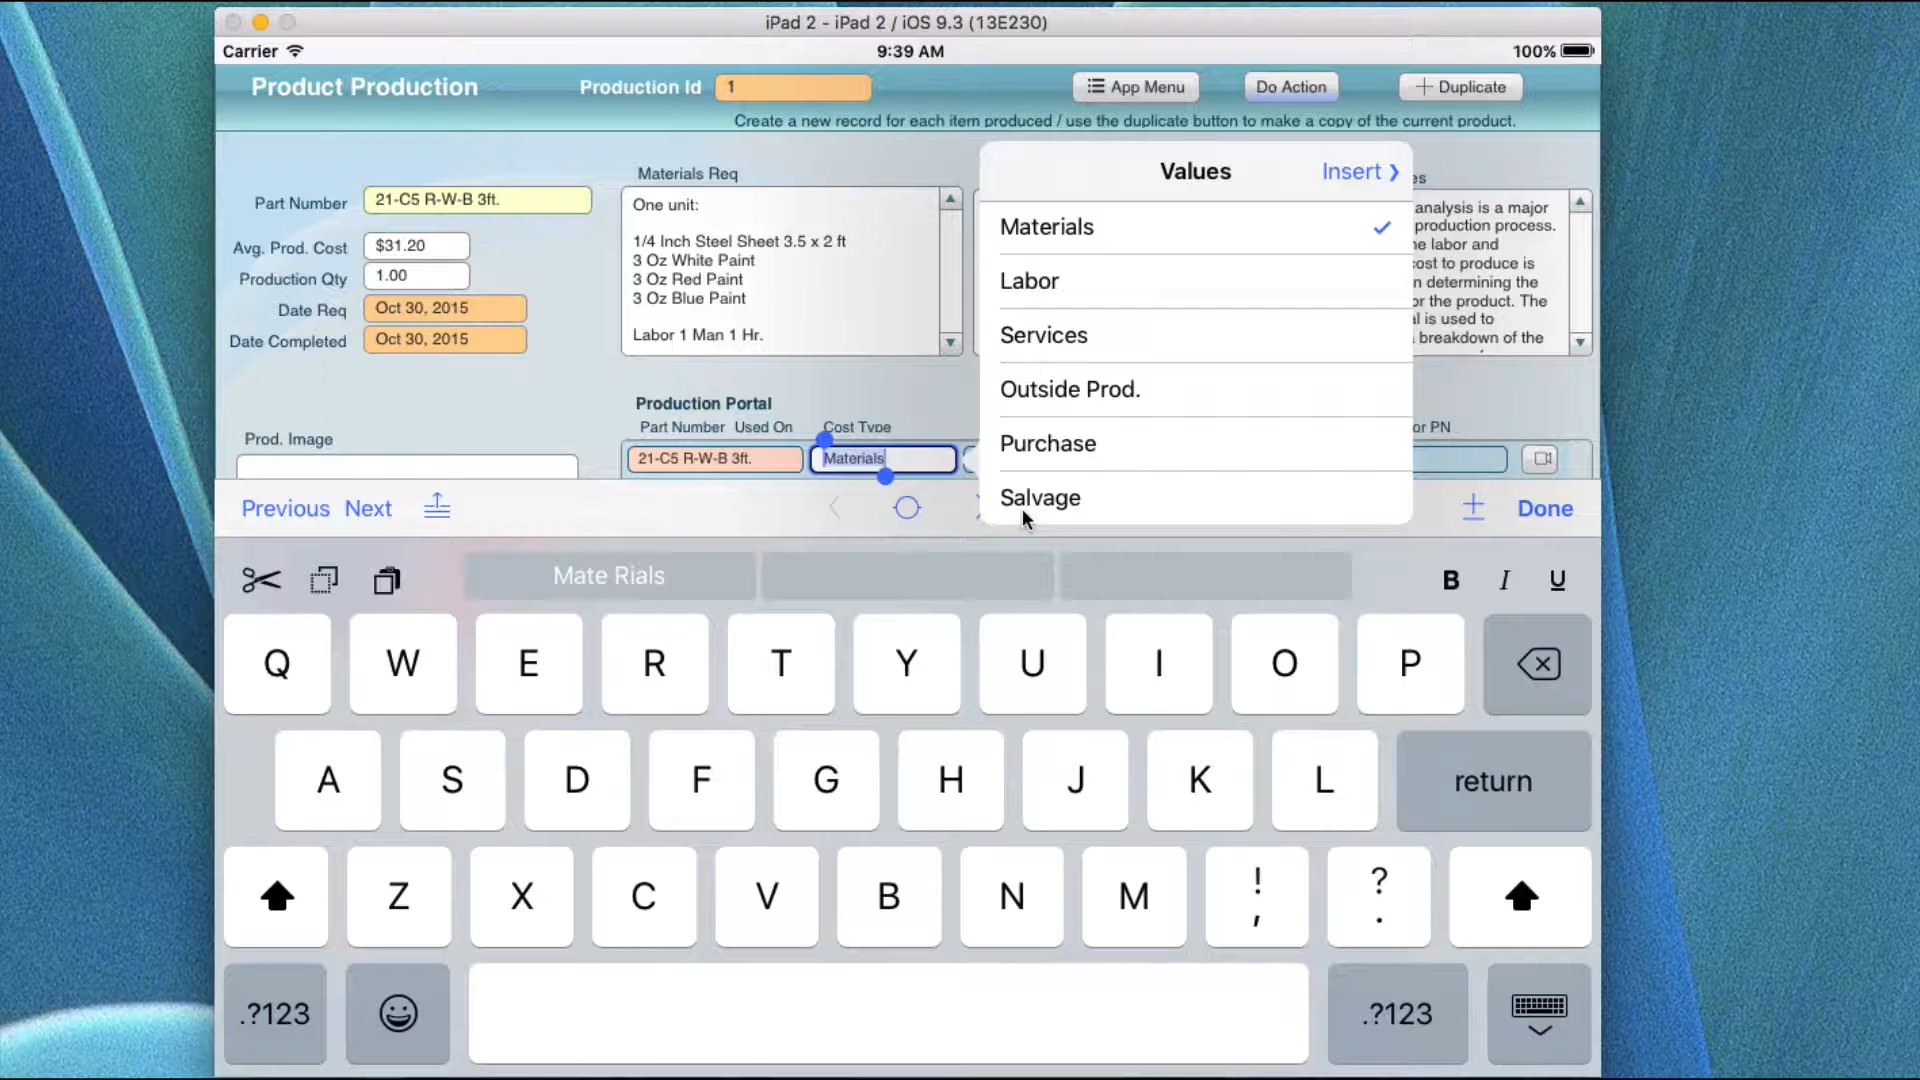 iPad 2 - iPad 2 / iOS 9.3 (13E230)
Carrier
9:39 AM
100%
Product Production
Production Id
1
App Menu
Do Action
Duplicate
Create a new record for each item produced / use the duplicate button to make a copy of the current product.
Part Number
21-C5 R-W-B 3ft.
Avg. Prod. Cost
$31.20
Production Qty
1.00
Date Req
Oct 30, 2015
Date Completed
Oct 30, 2015
Prod. Image
Materials Req
One unit:
1/4 Inch Steel Sheet 3.5 x 2 ft
3 Oz White Paint
3 Oz Red Paint
3 Oz Blue Paint
Labor 1 Man 1 Hr.
Values
Insert
Materials
Labor
Services
Outside Prod.
Purchase
Salvage
analysis is a major
production process.
labor and
cost to produce is
determining the
the product. The
is used to
breakdown of the
Production Portal
Part Number Used On
Cost Type
PN
21-C5 R-W-B 3ft.
Materials
Previous
Next
Done
Mate Rials
B I U
Q W E R T Y U I O P
A S D F G H J K L return
Z X C V B N M ! , ? .
.?123
.?123